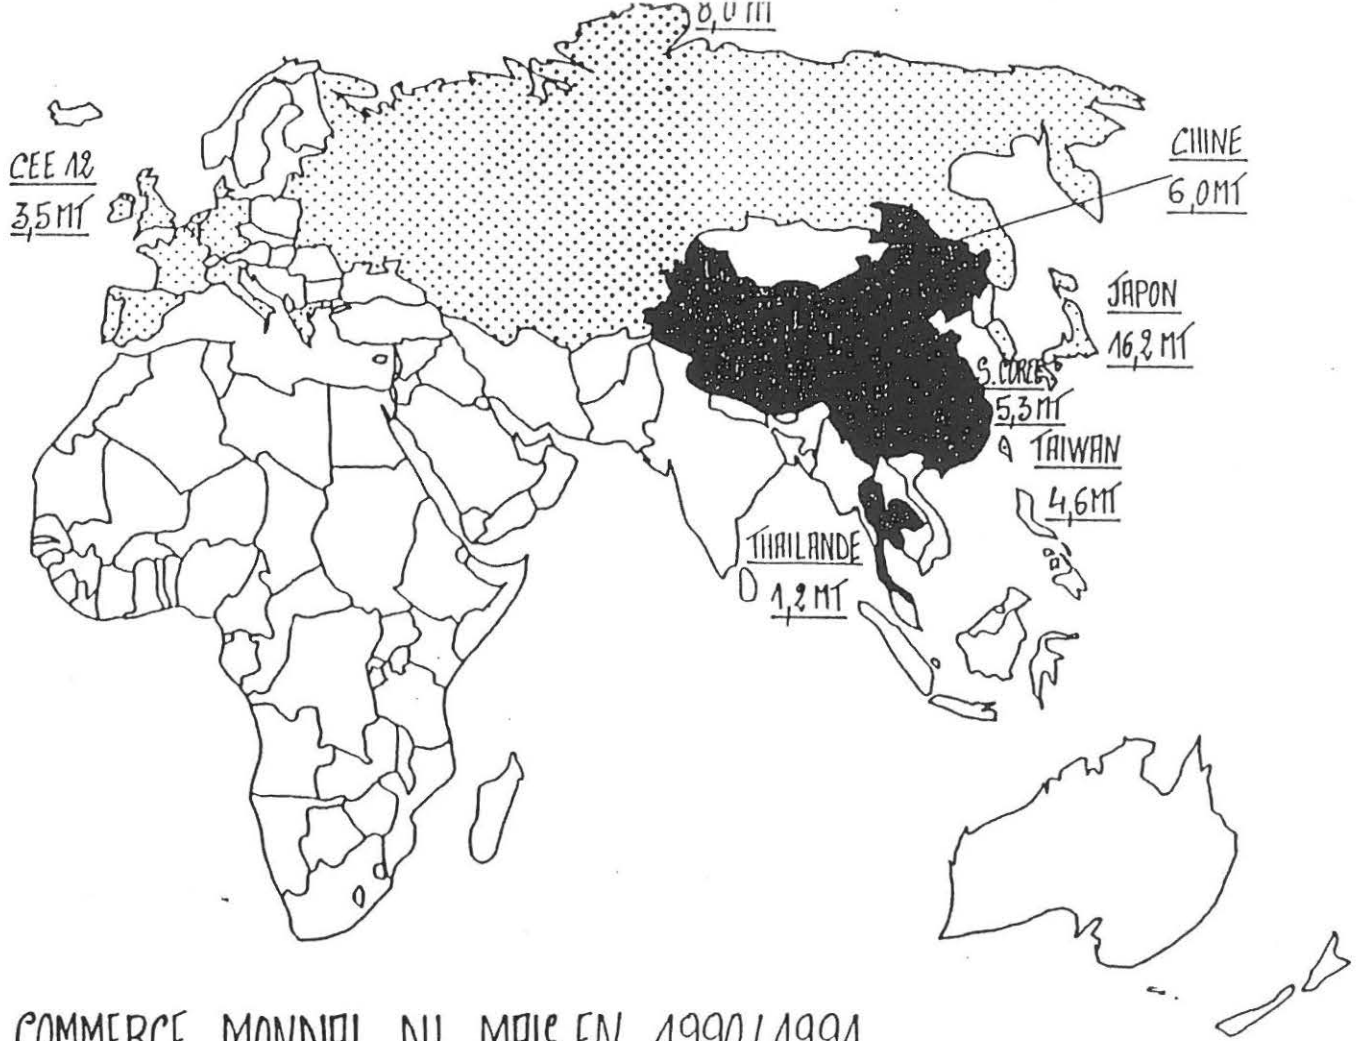 8,0 MT
CEE 12
3,5 MT
CHINE
6,0 MT
JAPON
16,2 MT
S. COREE
5,3 MT
TAIWAN
4,6 MT
THAILANDE
1,2 MT
COMMERCE MONDIAL DU MAIS EN 1990/1991